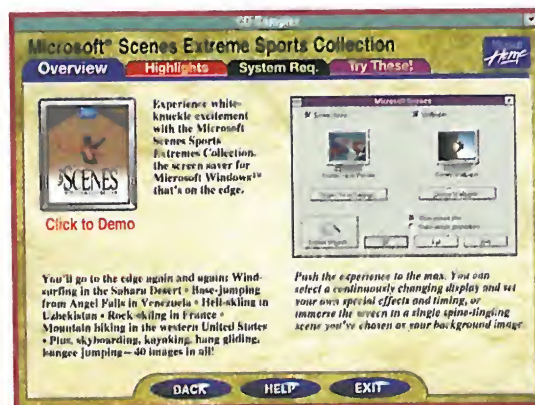 Microsoft® Scenes Extreme Sports Collection
Home
Overview
Highlights
System Req.
Try These!
SCENES
Click to Demo
Experience white-
knuckle excitement
with the Microsoft
Scenes Sports
Extremes Collection,
the screen saver for
Microsoft Windows™
that's on the edge.
Microsoft Scenes
You'll go to the edge again and again: Wind-
surfing in the Sahara Desert • Base-jumping
from Angel Falls in Venezuela • Heli-skiing in
Uzbekistan • Rock-skiing in France •
Mountain biking in the western United States
• Plus, skyboarding, kayaking, hang gliding,
bungee jumping— 40 images in all!
Push the experience to the max. You can
select a continuously changing display and set
your own special effects and timing, or
immerse the screen in a single spine-tingling
scene you've chosen as your background image
BACK
HELP
EXIT